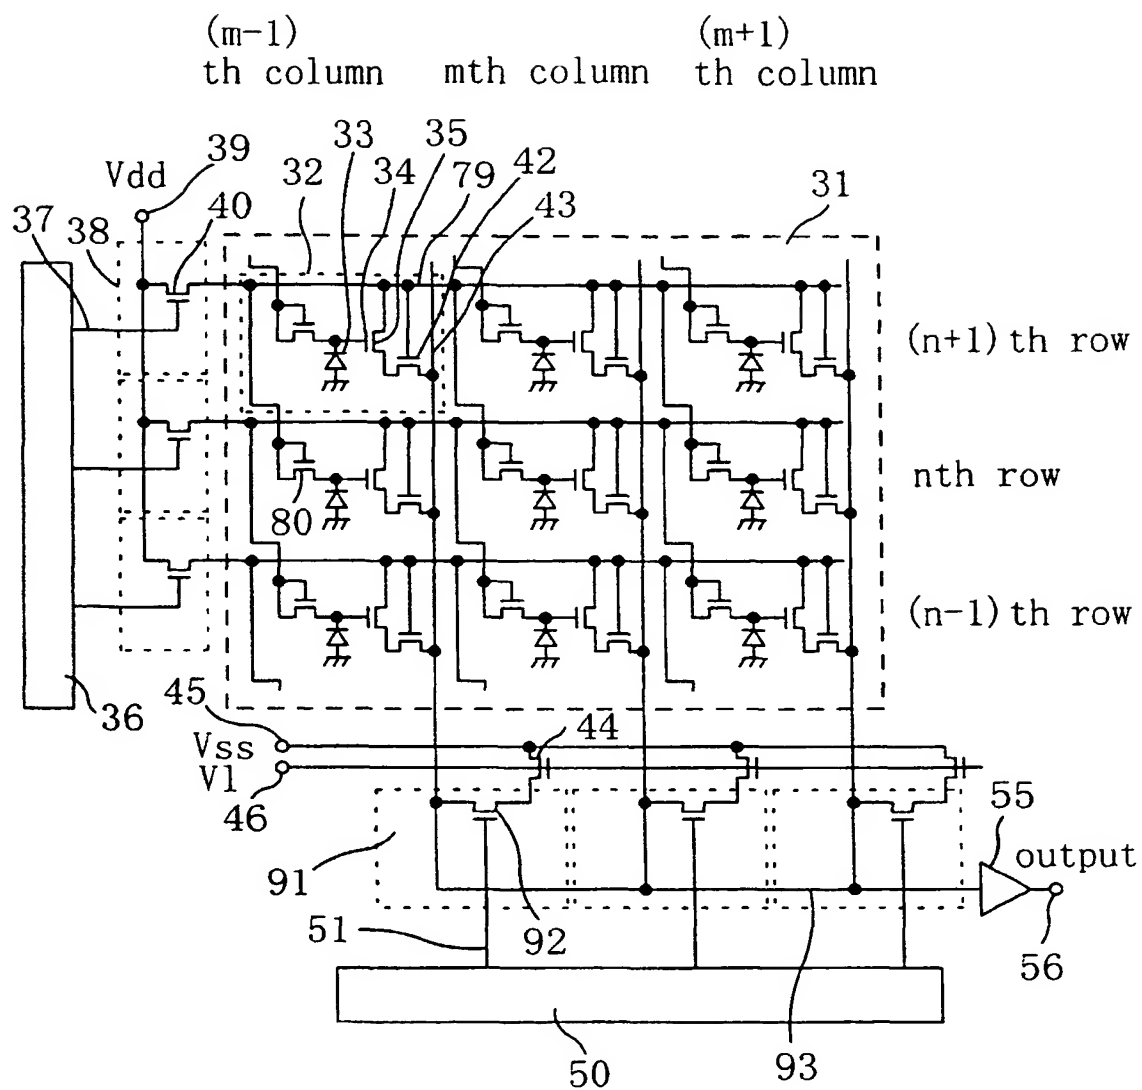 (m-1)
th column
mth column
(m+1)
th column
39
Vdd
40
37
38
32
33
34
35
79
42
43
31
(n+1)th row
80
nth row
(n-1)th row
36
45
Vss
V1
46
44
55
output
91
92
51
93
56
50